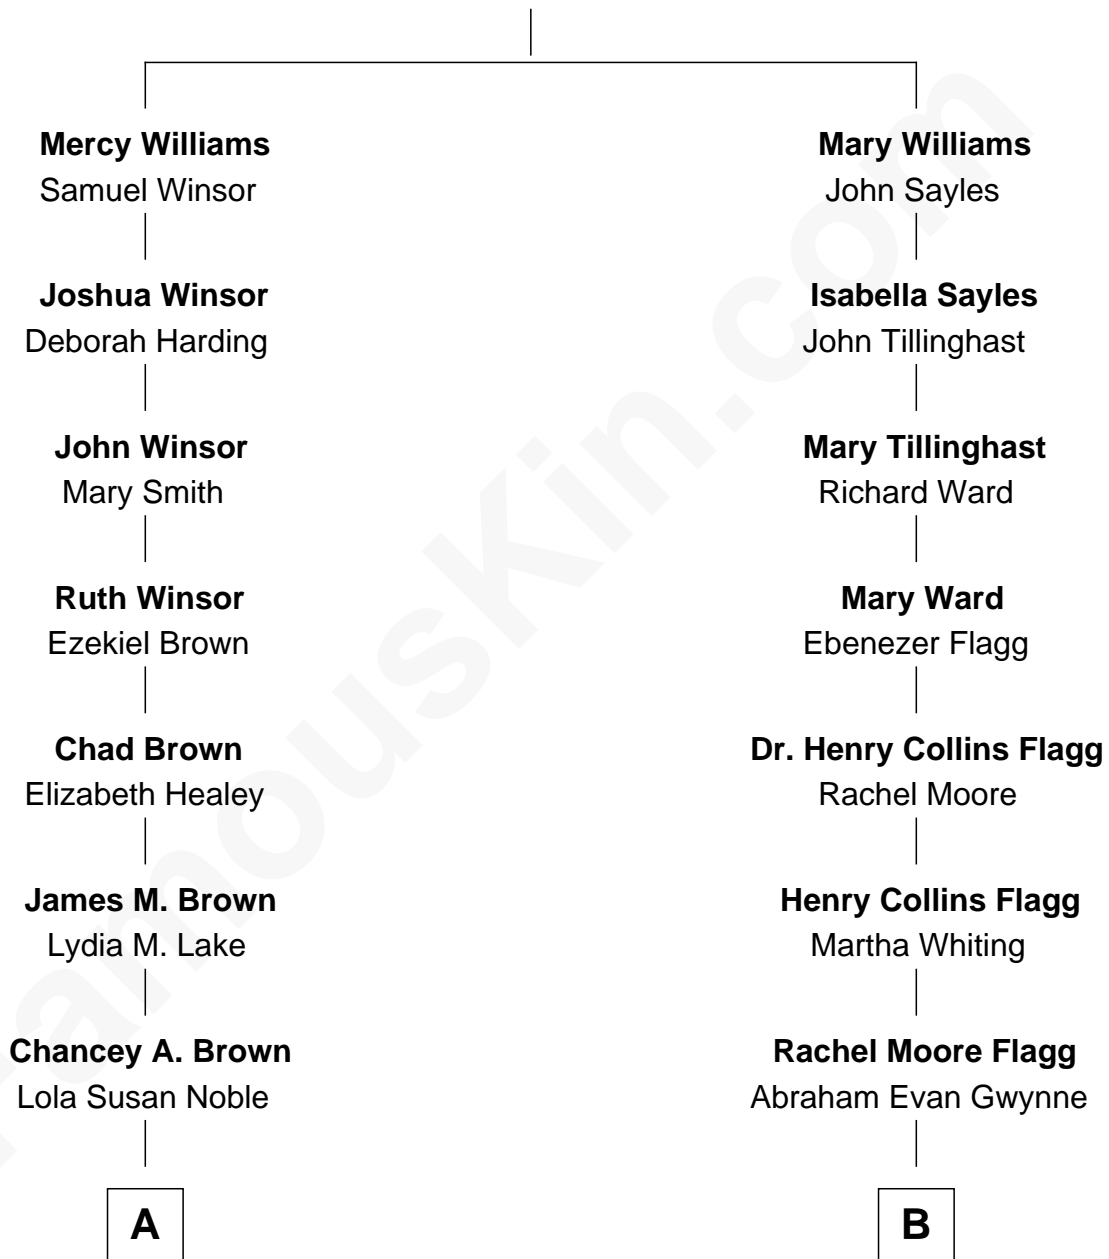 Mercy Williams
Samuel Winsor
Joshua Winsor
Deborah Harding
John Winsor
Mary Smith
Ruth Winsor
Ezekiel Brown
Chad Brown
Elizabeth Healey
James M. Brown
Lydia M. Lake
Chancey A. Brown
Lola Susan Noble
A
Mary Williams
John Sayles
Isabella Sayles
John Tillinghast
Mary Tillinghast
Richard Ward
Mary Ward
Ebenezer Flagg
Dr. Henry Collins Flagg
Rachel Moore
Henry Collins Flagg
Martha Whiting
Rachel Moore Flagg
Abraham Evan Gwynne
B
FamousKin.com